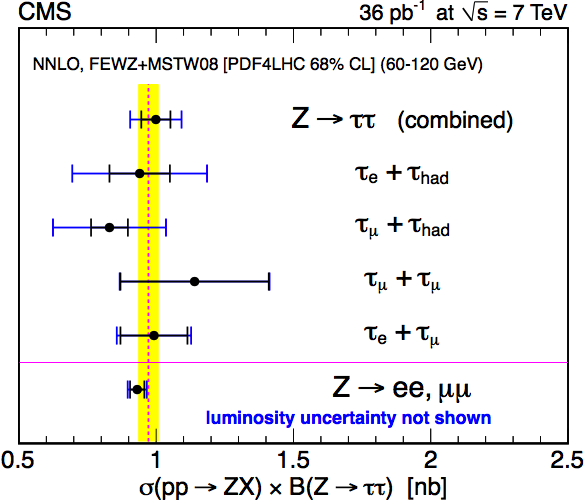 CMS 36 pb⁻¹ at √s = 7 TeV
NNLO, FEWZ+MSTW08 [PDF4LHC 68% CL] (60-120 GeV)
Z → ττ (combined)
τe + τhad
τμ + τhad
τμ + τμ
τe + τμ
Z → ee, μμ
luminosity uncertainty not shown
0.5 1 1.5 2 2.5
σ(pp → ZX) × B(Z → ττ) [nb]